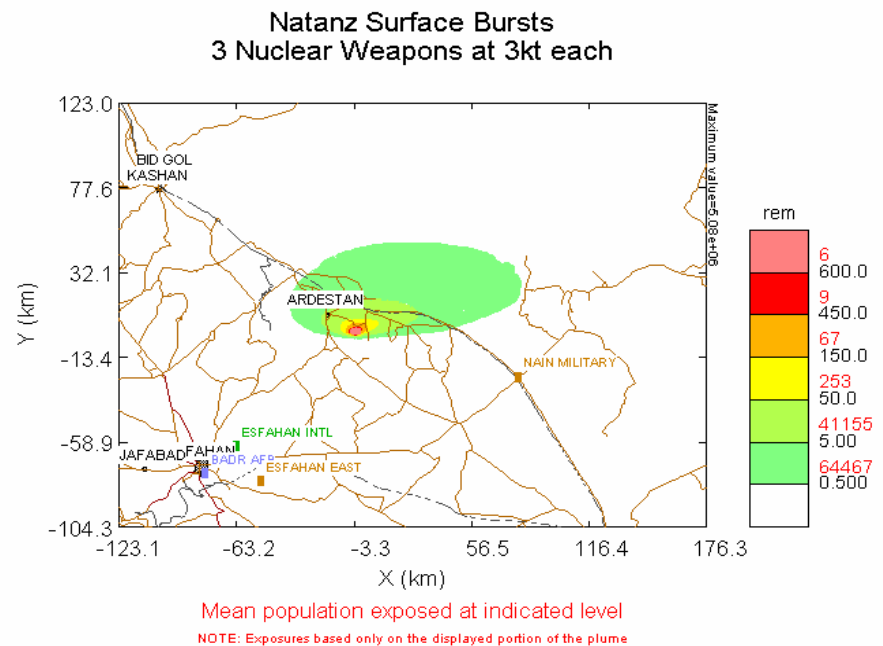 Natanz Surface Bursts
3 Nuclear Weapons at 3kt each
123.0
77.6
32.1
-13.4
-58.9
-104.3
Y (km)
BID GOL
KASHAN
ARDESTAN
NAIN MILITARY
ESFAHAN INTL
JAFABAD
FAHAN
BADR AFB
ESFAHAN EAST
-123.1 -63.2 -3.3 56.5 116.4 176.3
X (km)
Maximum value=5.08e+06
rem
6
600.0
9
450.0
67
150.0
253
50.0
41155
5.00
64467
0.500
Mean population exposed at indicated level
NOTE: Exposures based only on the displayed portion of the plume